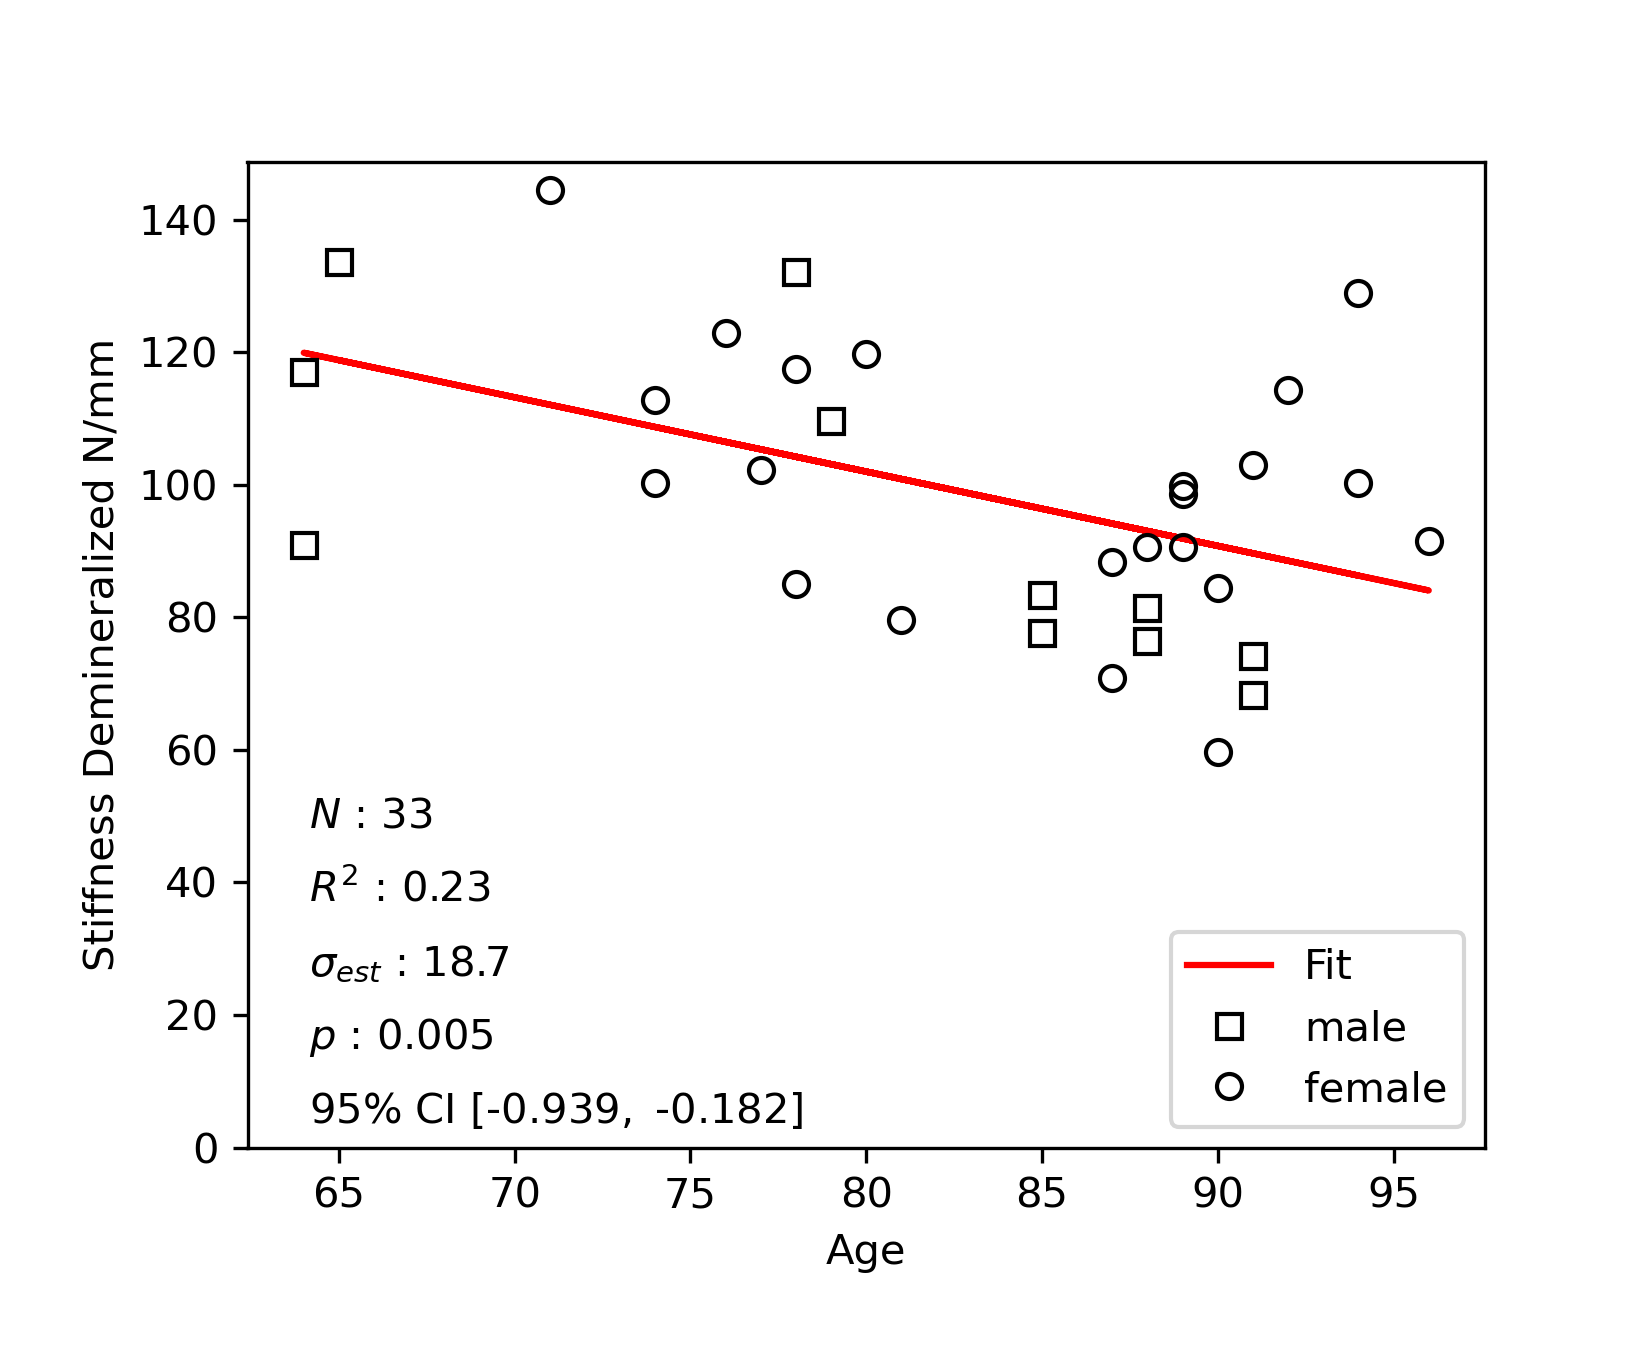 140
120
100
80
60
40
20
0
Stiffness Demineralized N/mm
N : 33
R² : 0.23
σest : 18.7
p : 0.005
95% CI [-0.939, -0.182]
Fit
male
female
65 70 75 80 85 90 95
Age